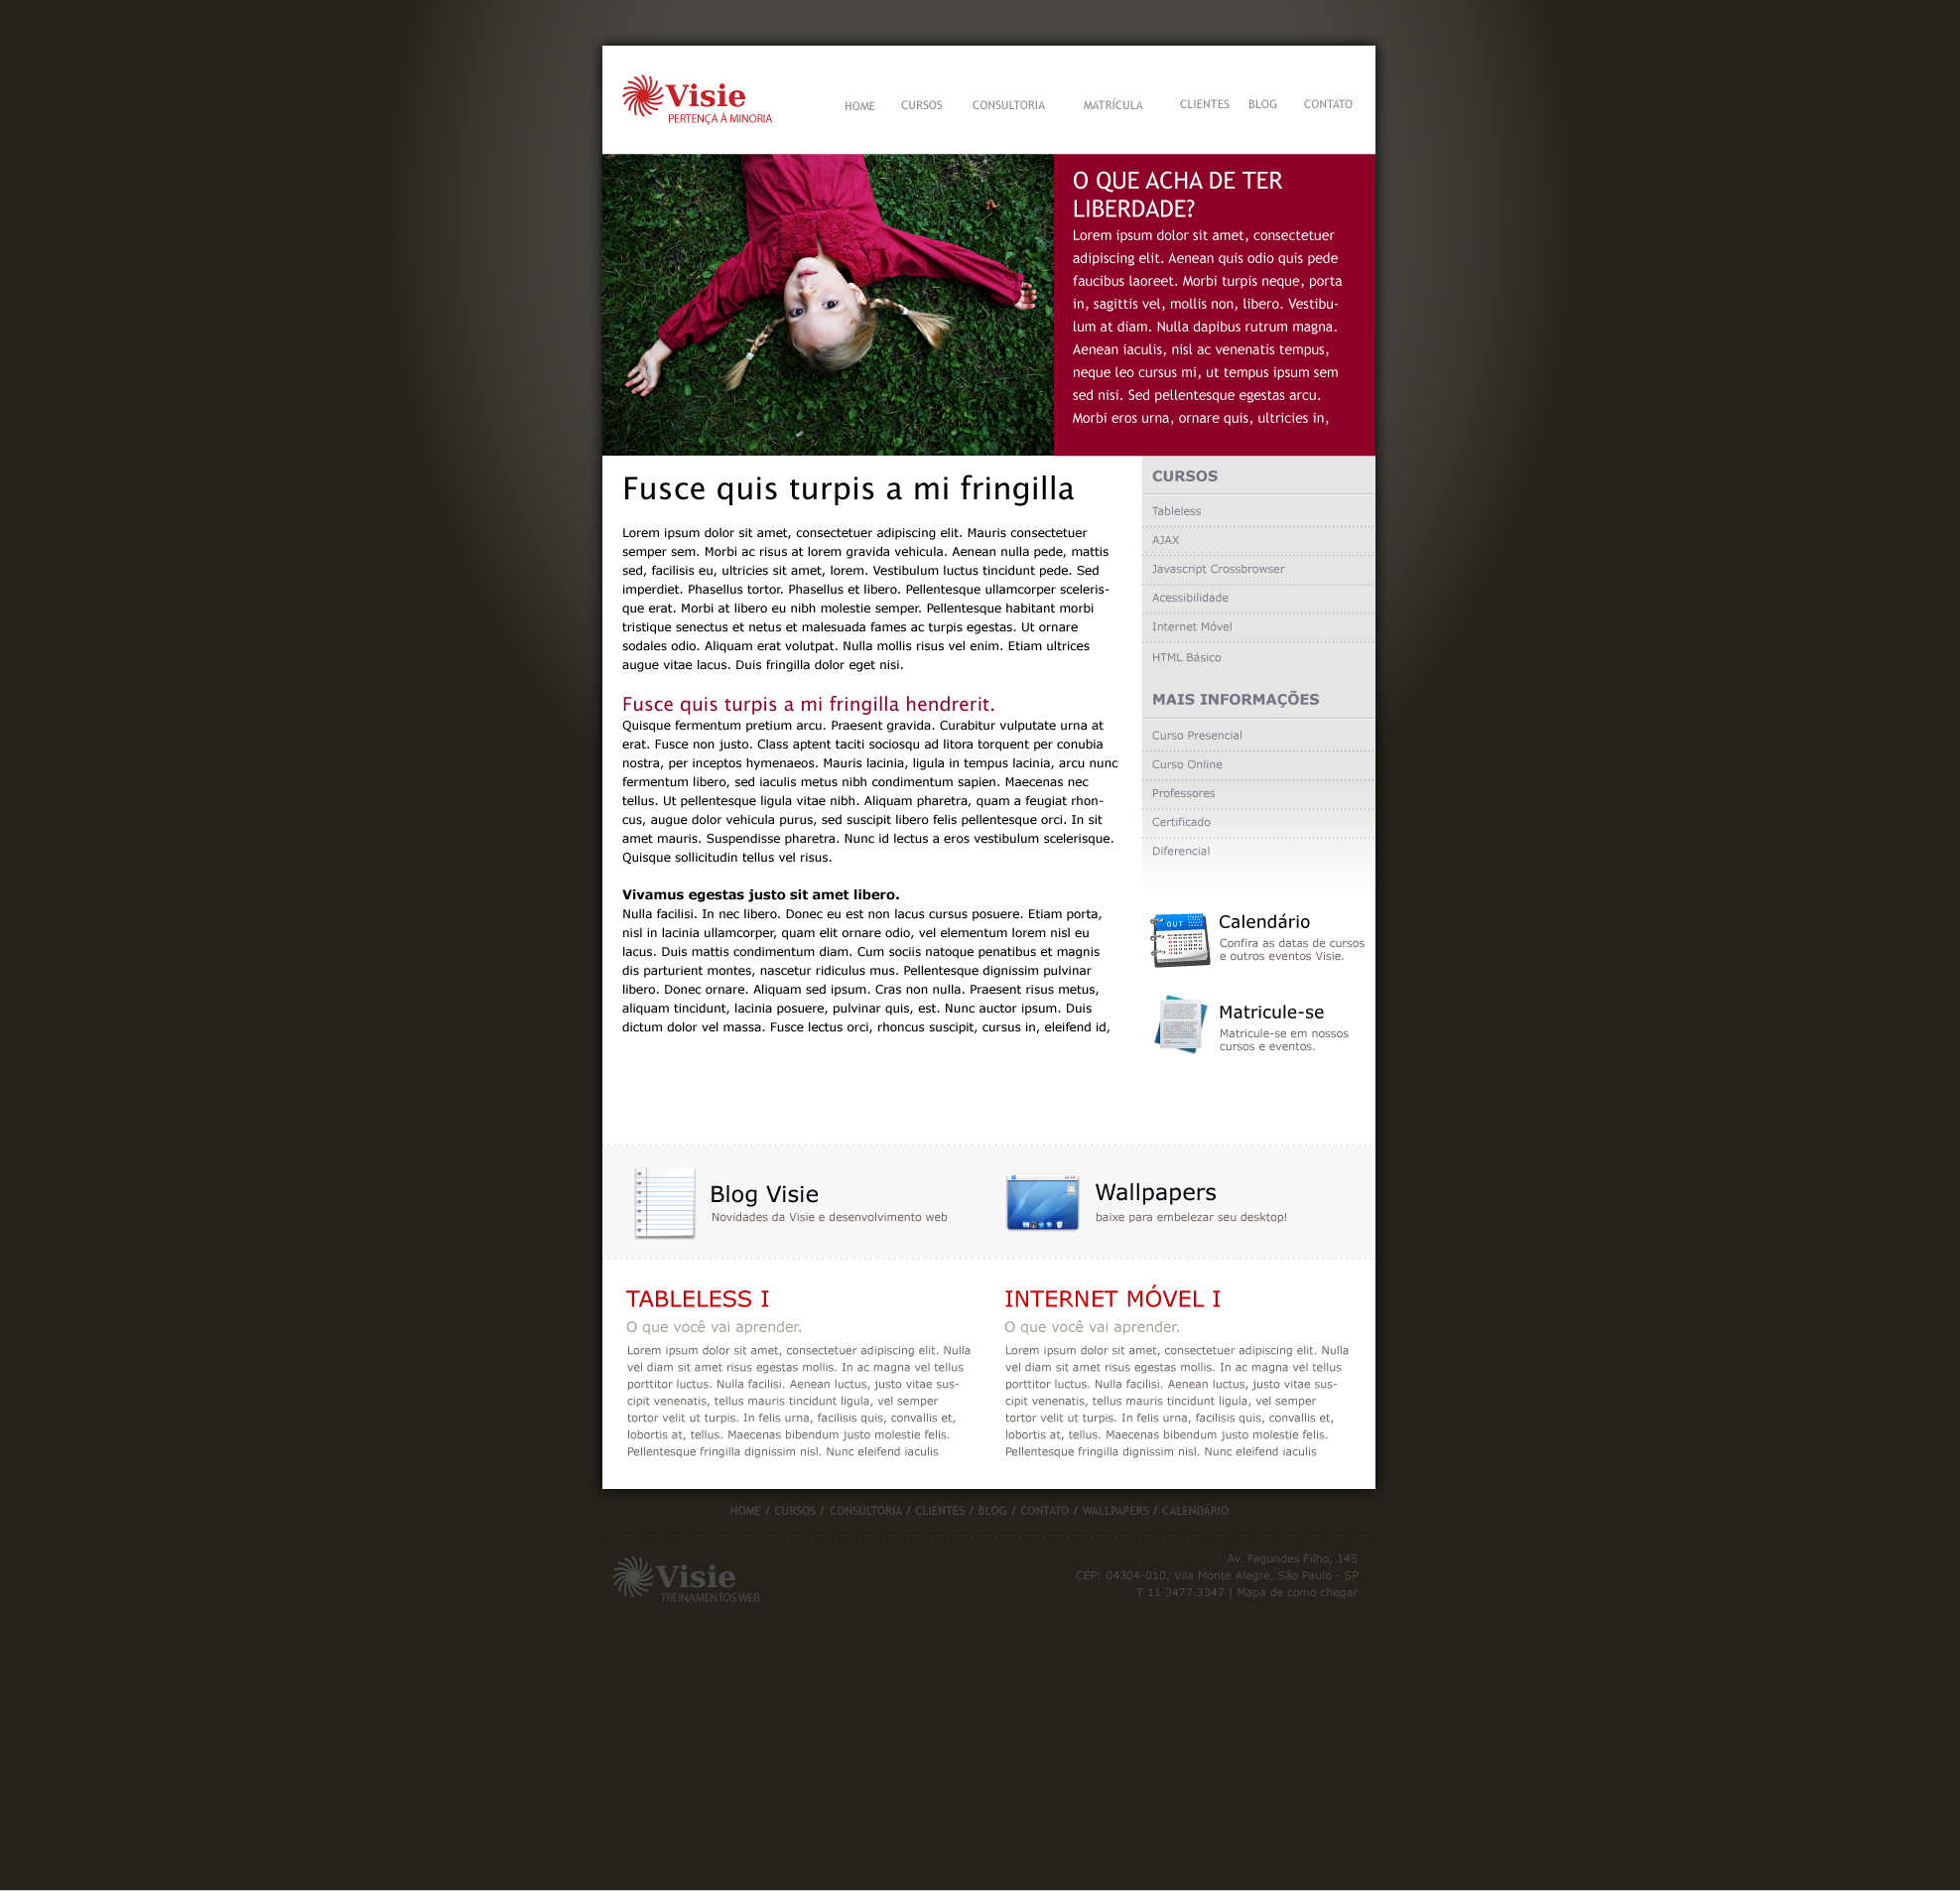 Visie
PERTENÇA À MINORIA
HOME CURSOS CONSULTORIA MATRÍCULA CLIENTES BLOG CONTATO
O QUE ACHA DE TER
LIBERDADE?
Lorem ipsum dolor sit amet, consectetuer
adipiscing elit. Aenean quis odio quis pede
faucibus laoreet. Morbi turpis neque, porta
in, sagittis vel, mollis non, libero. Vestibu-
lum at diam. Nulla dapibus rutrum magna.
Aenean iaculis, nisl ac venenatis tempus,
neque leo cursus mi, ut tempus ipsum sem
sed nisi. Sed pellentesque egestas arcu.
Morbi eros urna, ornare quis, ultricies in,
Fusce quis turpis a mi fringilla
Lorem ipsum dolor sit amet, consectetuer adipiscing elit. Mauris consectetuer
semper sem. Morbi ac risus at lorem gravida vehicula. Aenean nulla pede, mattis
sed, facilisis eu, ultricies sit amet, lorem. Vestibulum luctus tincidunt pede. Sed
imperdiet. Phasellus tortor. Phasellus et libero. Pellentesque ullamcorper sceleris-
que erat. Morbi at libero eu nibh molestie semper. Pellentesque habitant morbi
tristique senectus et netus et malesuada fames ac turpis egestas. Ut ornare
sodales odio. Aliquam erat volutpat. Nulla mollis risus vel enim. Etiam ultrices
augue vitae lacus. Duis fringilla dolor eget nisi.
Fusce quis turpis a mi fringilla hendrerit.
Quisque fermentum pretium arcu. Praesent gravida. Curabitur vulputate urna at
erat. Fusce non justo. Class aptent taciti sociosqu ad litora torquent per conubia
nostra, per inceptos hymenaeos. Mauris lacinia, ligula in tempus lacinia, arcu nunc
fermentum libero, sed iaculis metus nibh condimentum sapien. Maecenas nec
tellus. Ut pellentesque ligula vitae nibh. Aliquam pharetra, quam a feugiat rhon-
cus, augue dolor vehicula purus, sed suscipit libero felis pellentesque orci. In sit
amet mauris. Suspendisse pharetra. Nunc id lectus a eros vestibulum scelerisque.
Quisque sollicitudin tellus vel risus.
Vivamus egestas justo sit amet libero.
Nulla facilisi. In nec libero. Donec eu est non lacus cursus posuere. Etiam porta,
nisl in lacinia ullamcorper, quam elit ornare odio, vel elementum lorem nisl eu
lacus. Duis mattis condimentum diam. Cum sociis natoque penatibus et magnis
dis parturient montes, nascetur ridiculus mus. Pellentesque dignissim pulvinar
libero. Donec ornare. Aliquam sed ipsum. Cras non nulla. Praesent risus metus,
aliquam tincidunt, lacinia posuere, pulvinar quis, est. Nunc auctor ipsum. Duis
dictum dolor vel massa. Fusce lectus orci, rhoncus suscipit, cursus in, eleifend id,
CURSOS
Tableless
AJAX
Javascript Crossbrowser
Acessibilidade
Internet Móvel
HTML Básico
MAIS INFORMAÇÕES
Curso Presencial
Curso Online
Professores
Certificado
Diferencial
OUT
Calendário
Confira as datas de cursos
e outros eventos Visie.
Matricule-se
Matricule-se em nossos
cursos e eventos.
Blog Visie
Novidades da Visie e desenvolvimento web
Wallpapers
baixe para embelezar seu desktop!
TABLELESS I
O que você vai aprender.
Lorem ipsum dolor sit amet, consectetuer adipiscing elit. Nulla
vel diam sit amet risus egestas mollis. In ac magna vel tellus
porttitor luctus. Nulla facilisi. Aenean luctus, justo vitae sus-
cipit venenatis, tellus mauris tincidunt ligula, vel semper
tortor velit ut turpis. In felis urna, facilisis quis, convallis et,
lobortis at, tellus. Maecenas bibendum justo molestie felis.
Pellentesque fringilla dignissim nisl. Nunc eleifend iaculis
INTERNET MÓVEL I
O que você vai aprender.
Lorem ipsum dolor sit amet, consectetuer adipiscing elit. Nulla
vel diam sit amet risus egestas mollis. In ac magna vel tellus
porttitor luctus. Nulla facilisi. Aenean luctus, justo vitae sus-
cipit venenatis, tellus mauris tincidunt ligula, vel semper
tortor velit ut turpis. In felis urna, facilisis quis, convallis et,
lobortis at, tellus. Maecenas bibendum justo molestie felis.
Pellentesque fringilla dignissim nisl. Nunc eleifend iaculis
HOME / CURSOS / CONSULTORIA / CLIENTES / BLOG / CONTATO / WALLPAPERS / CALENDÁRIO
Visie
TREINAMENTOS WEB
Av. Fagundes Filho, 145
CEP: 04304-010, Vila Monte Alegre, São Paulo - SP
T 11 3477.3347 | Mapa de como chegar